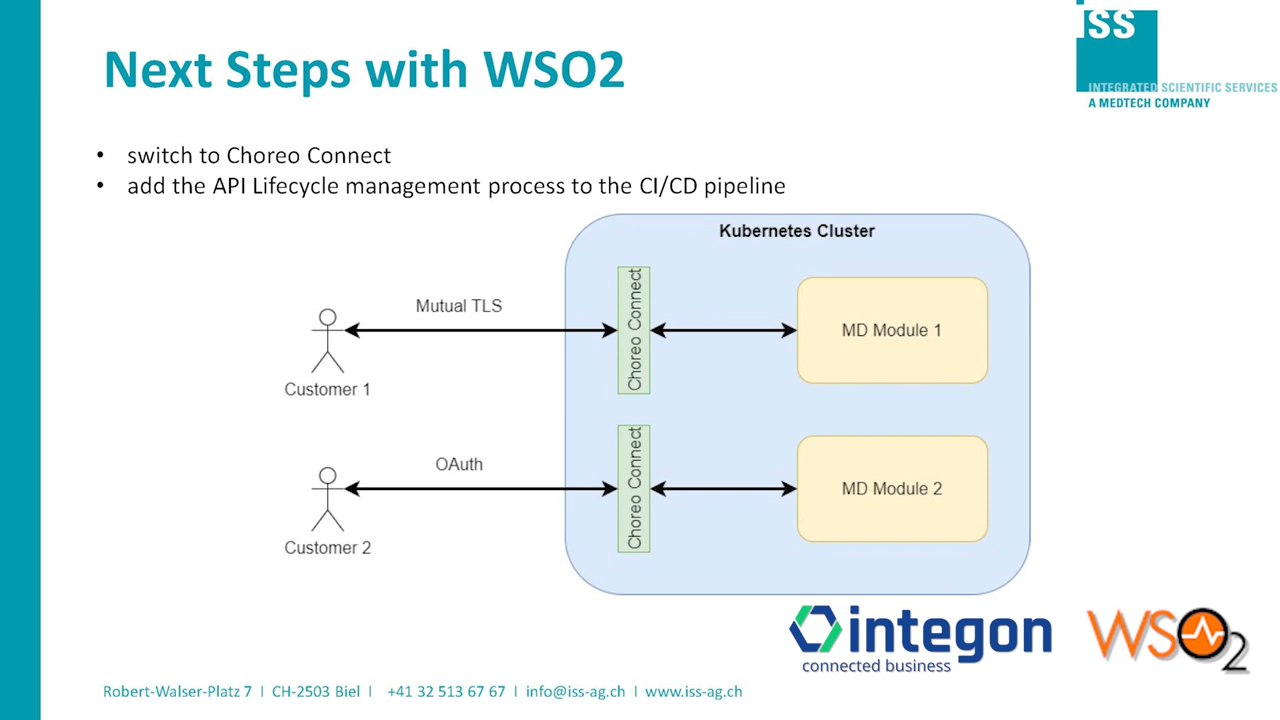 iss
INTEGRATED SCIENTIFIC SERVICES
A MEDTECH COMPANY
Next Steps with WSO2
• switch to Choreo Connect
• add the API Lifecycle management process to the CI/CD pipeline
Kubernetes Cluster
Mutual TLS
Choreo Connect
MD Module 1
Customer 1
OAuth
Choreo Connect
MD Module 2
Customer 2
integon
connected business
WSO2
Robert-Walser-Platz 7 I CH-2503 Biel I +41 32 513 67 67 I info@iss-ag.ch I www.iss-ag.ch